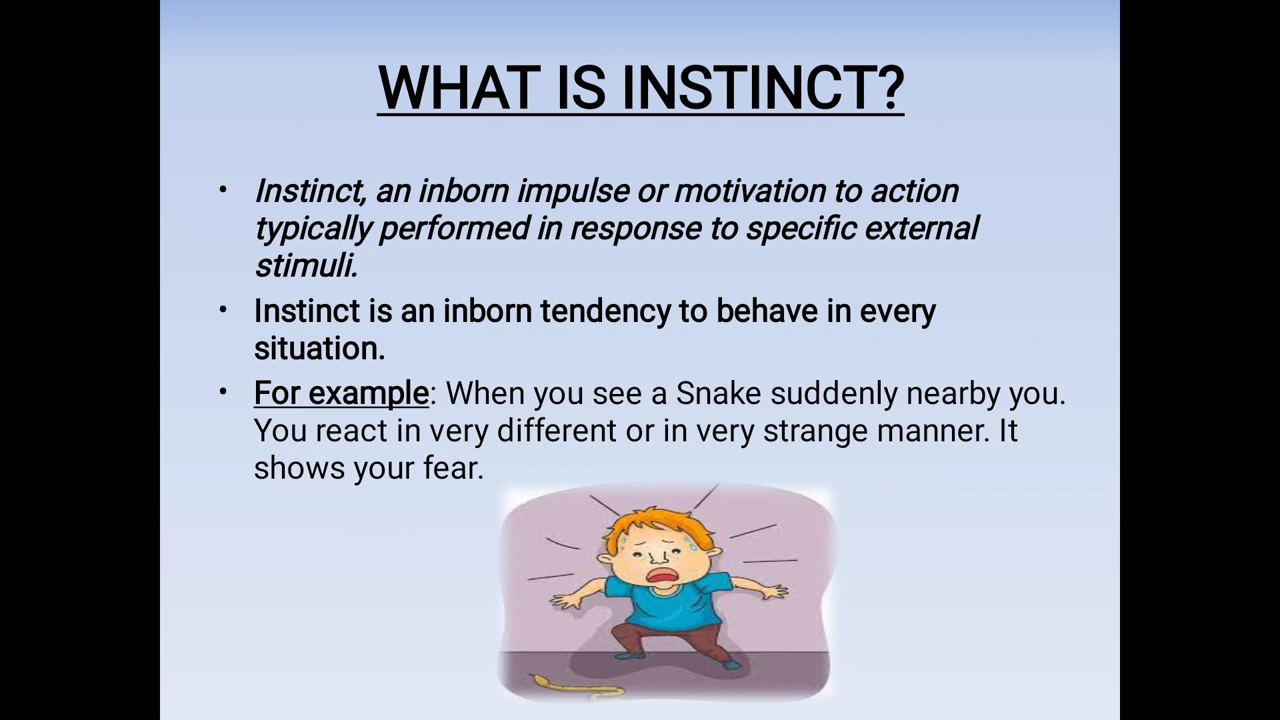 WHAT IS INSTINCT?
• Instinct, an inborn impulse or motivation to action
typically performed in response to specific external
stimuli.
• Instinct is an inborn tendency to behave in every
situation.
• For example: When you see a Snake suddenly nearby you.
You react in very different or in very strange manner. It
shows your fear.